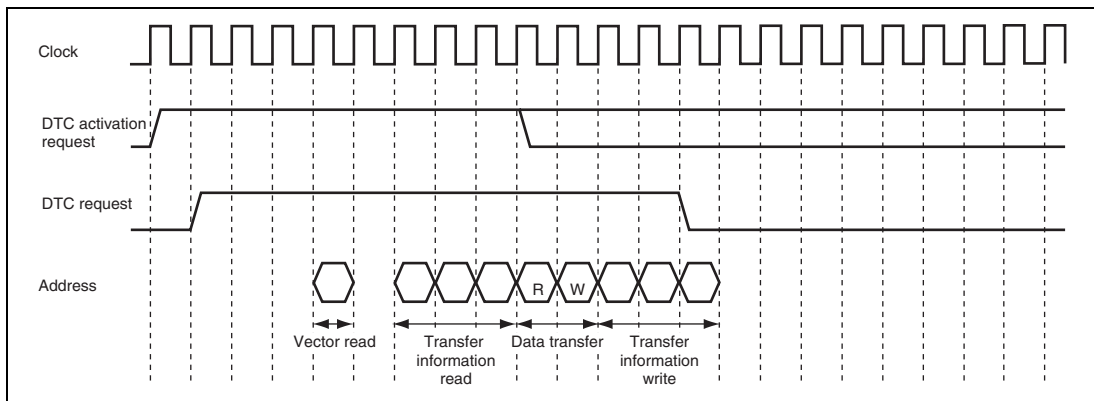 Clock
DTC activation
request
DTC request
Address
R
W
Vector read
Transfer
information
read
Data transfer
Transfer
information
write